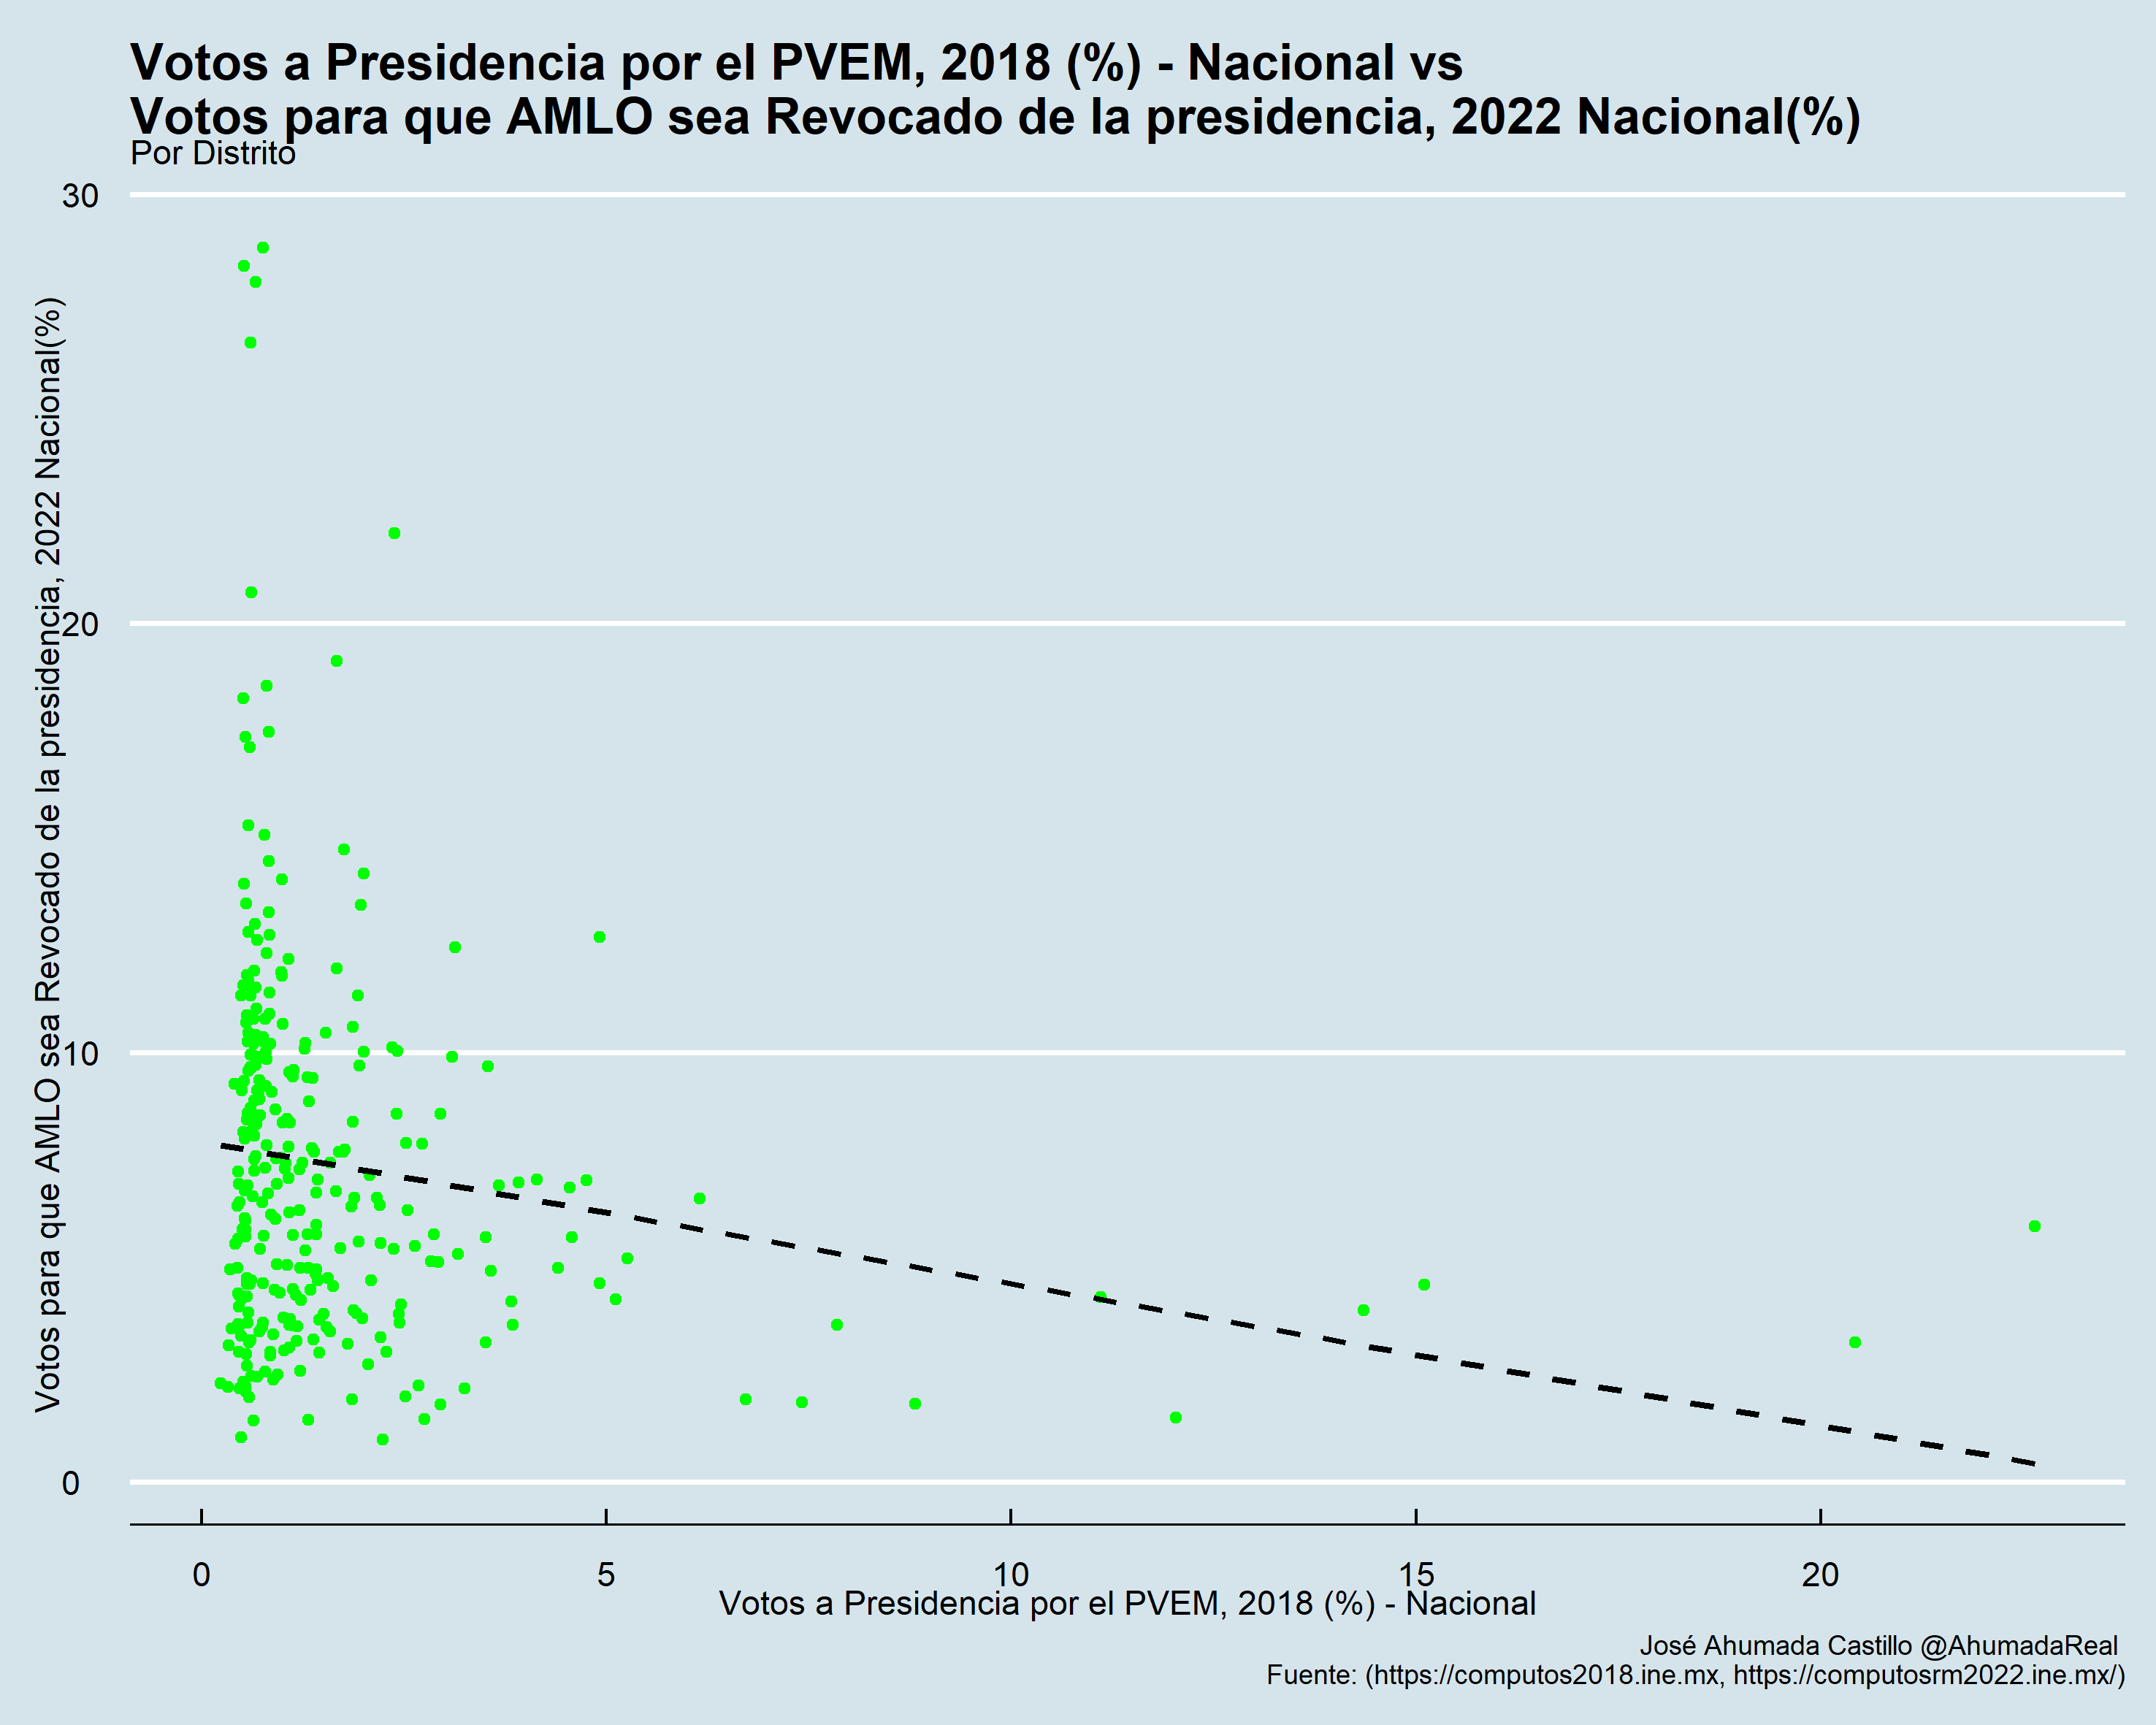 Votos a Presidencia por el PVEM, 2018 (%) - Nacional vs
Votos para que AMLO sea Revocado de la presidencia, 2022 Nacional(%)
Por Distrito
Votos para que AMLO sea Revocado de la presidencia, 2022 Nacional(%)
30
20
10
0
0 5 10 15 20
Votos a Presidencia por el PVEM, 2018 (%) - Nacional
José Ahumada Castillo @AhumadaReal
Fuente: (https://computos2018.ine.mx, https://computosrm2022.ine.mx/)